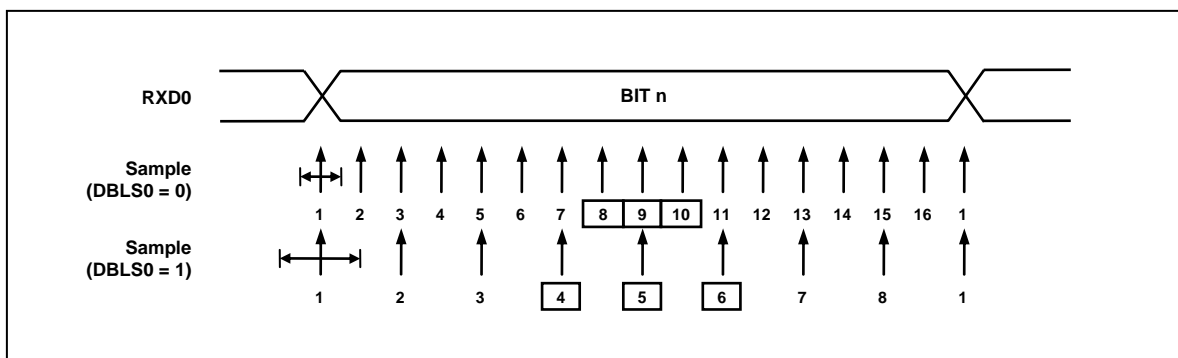 RXD0 BIT n
Sample
(DBLS0 = 0)
1 2 3 4 5 6 7 8 9 10 11 12 13 14 15 16 1
Sample
(DBLS0 = 1)
1 2 3 4 5 6 7 8 1